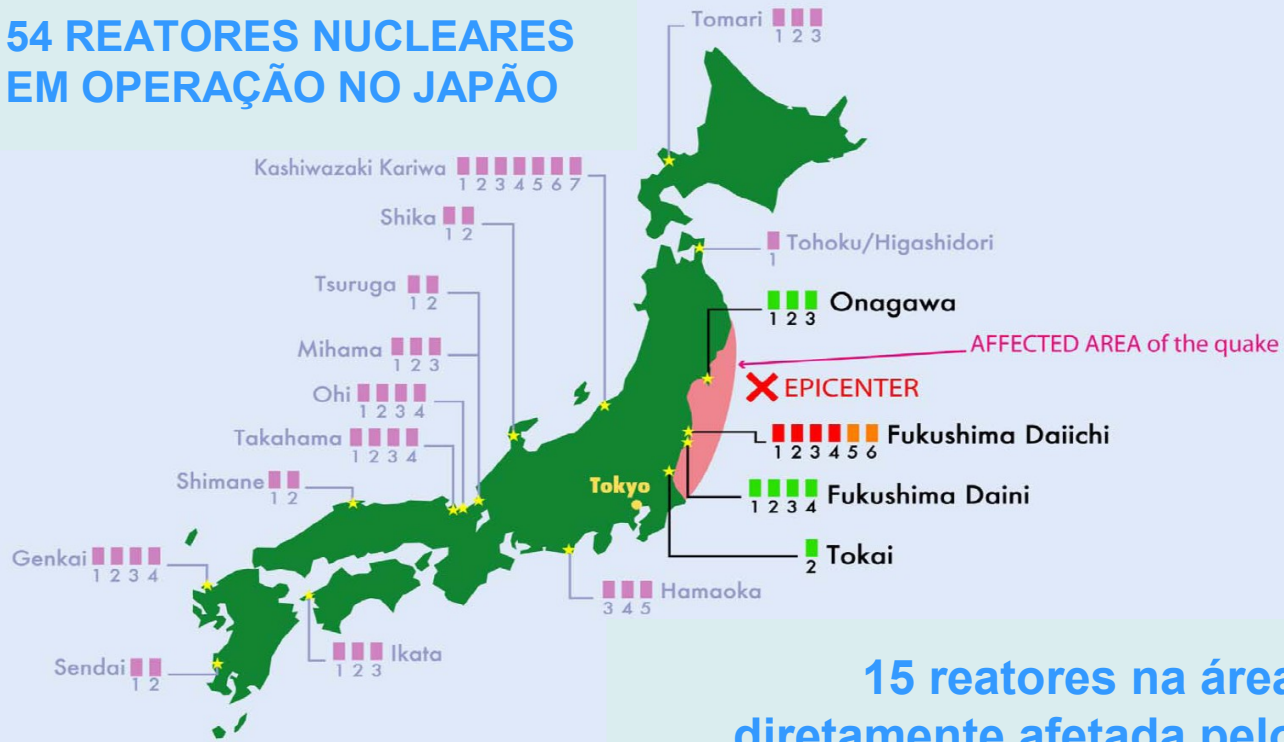 54 REATORES NUCLEARES
EM OPERAÇÃO NO JAPÃO
Tomari
1 2 3
Kashiwazaki Kariwa
1 2 3 4 5 6 7
Shika
1 2
Tohoku/Higashidori
1
Tsuruga
1 2
Onagawa
1 2 3
Mihama
1 2 3
AFFECTED AREA of the quake
Ohi
1 2 3 4
EPICENTER
Takahama
1 2 3 4
Fukushima Daiichi
1 2 3 4 5 6
Shimane
1 2
Tokyo
Fukushima Daini
1 2 3 4
Genkai
1 2 3 4
Tokai
2
Hamaoka
3 4 5
Ikata
1 2 3
Sendai
1 2
15 reatores na área
diretamente afetada pelo